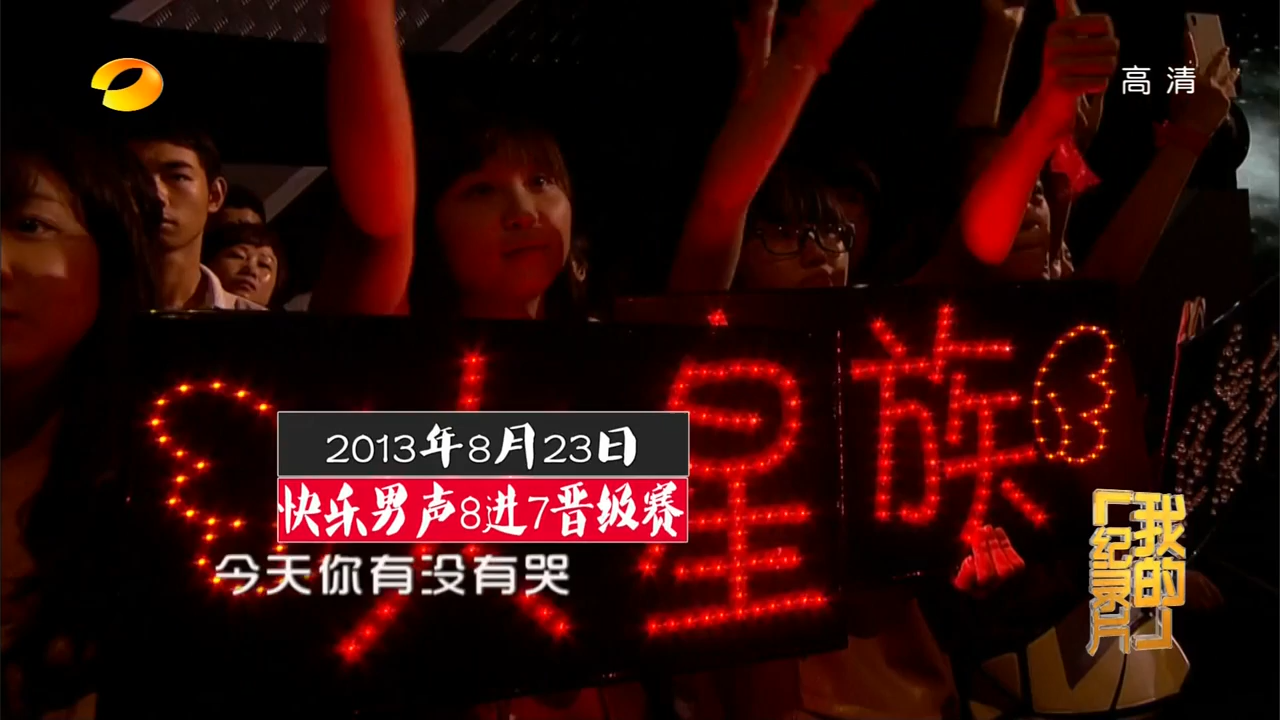 高清
火星族
2013年8月23日
快乐男声8进7晋级赛
今天你有没有哭
我的
纪录片